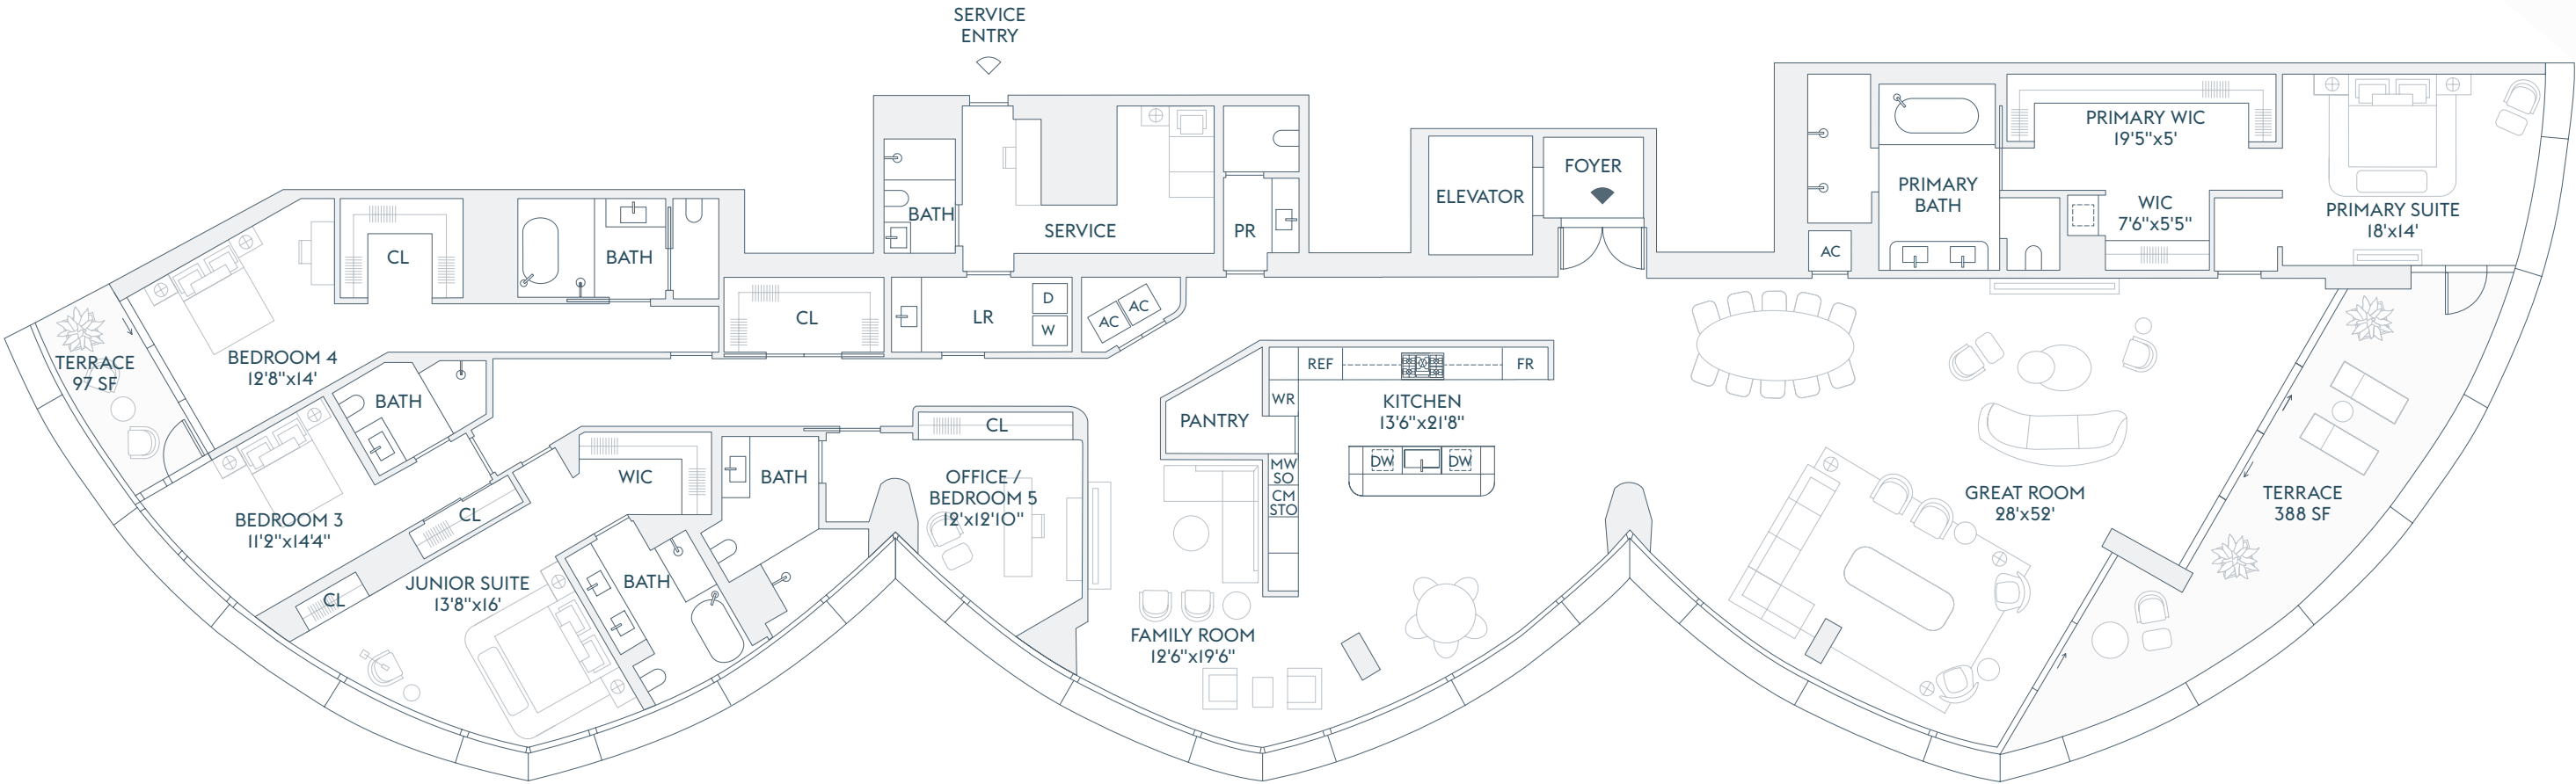 SERVICE
ENTRY
BATH
SERVICE
PR
ELEVATOR
FOYER
PRIMARY
BATH
AC
PRIMARY WIC
19'5"x5'
WIC
7'6"x5'5"
PRIMARY SUITE
18'x14'
CL
BATH
CL
LR
D
W
AC
AC
TERRACE
97 SF
BEDROOM 4
12'8"x14'
BATH
BEDROOM 3
11'2"x14'4"
CL
CL
JUNIOR SUITE
13'8"x16'
WIC
BATH
BATH
CL
OFFICE /
BEDROOM 5
12'x12'10"
PANTRY
REF
FR
WR
KITCHEN
13'6"x21'8"
DW
DW
MW
SO
CM
STO
FAMILY ROOM
12'6"x19'6"
GREAT ROOM
28'x52'
TERRACE
388 SF